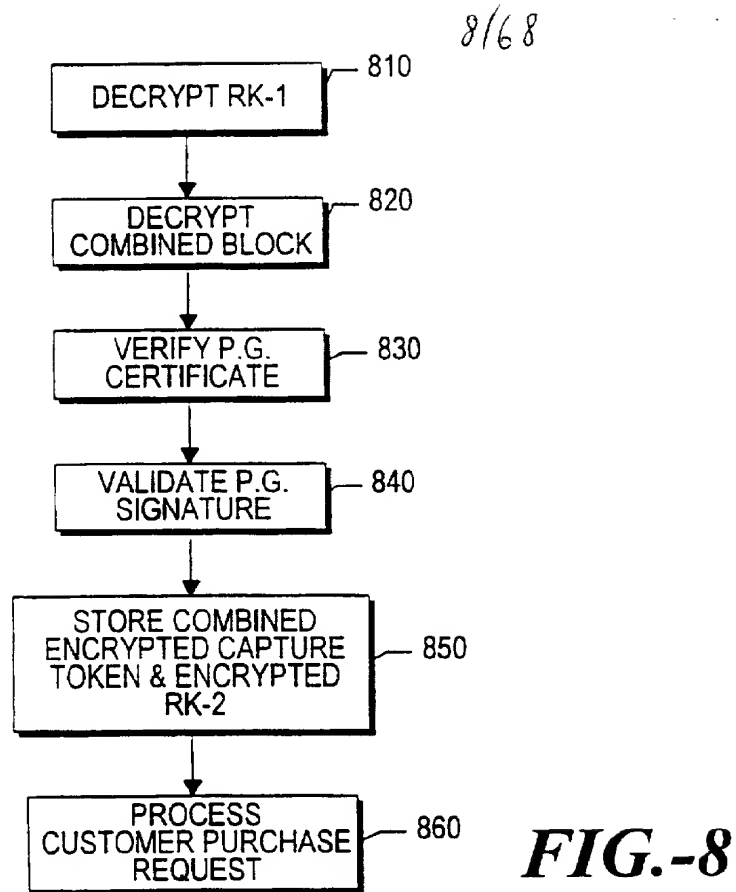 8/68
DECRYPT RK-1
810
DECRYPT
COMBINED BLOCK
820
VERIFY P.G.
CERTIFICATE
830
VALIDATE P.G.
SIGNATURE
840
STORE COMBINED
ENCRYPTED CAPTURE
TOKEN & ENCRYPTED
RK-2
850
PROCESS
CUSTOMER PURCHASE
REQUEST
860
FIG.-8